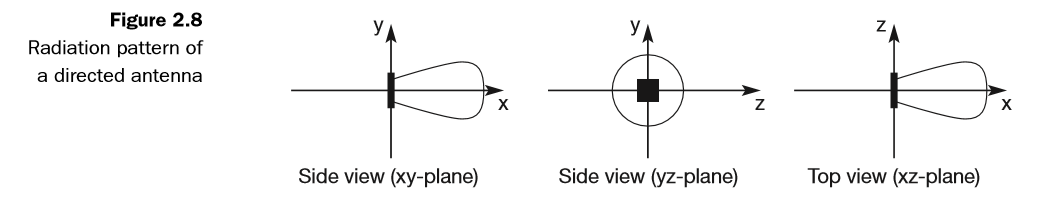 Figure 2.8
Radiation pattern of
a directed antenna
y
x
Side view (xy-plane)
y
z
Side view (yz-plane)
z
x
Top view (xz-plane)